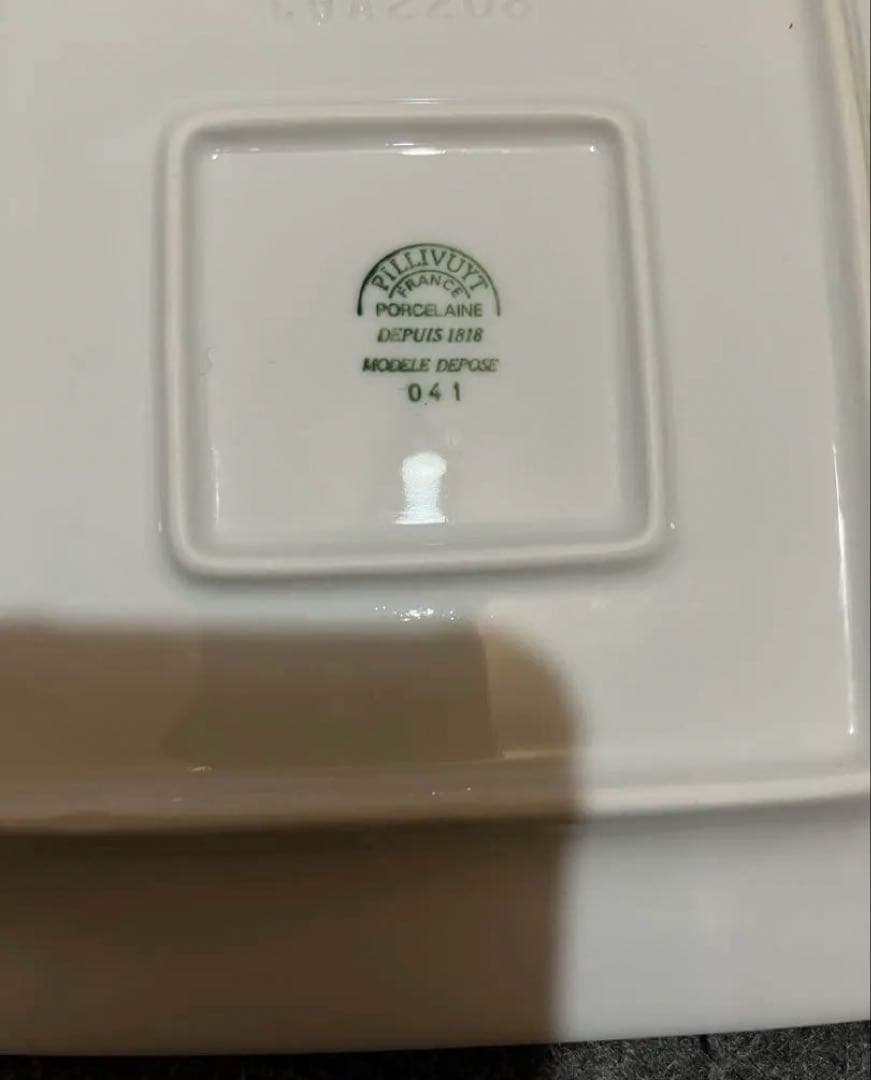 PILLIVUYT
FRANCE
PORCELAINE
DEPUIS 1818
MODELE DEPOSE
041